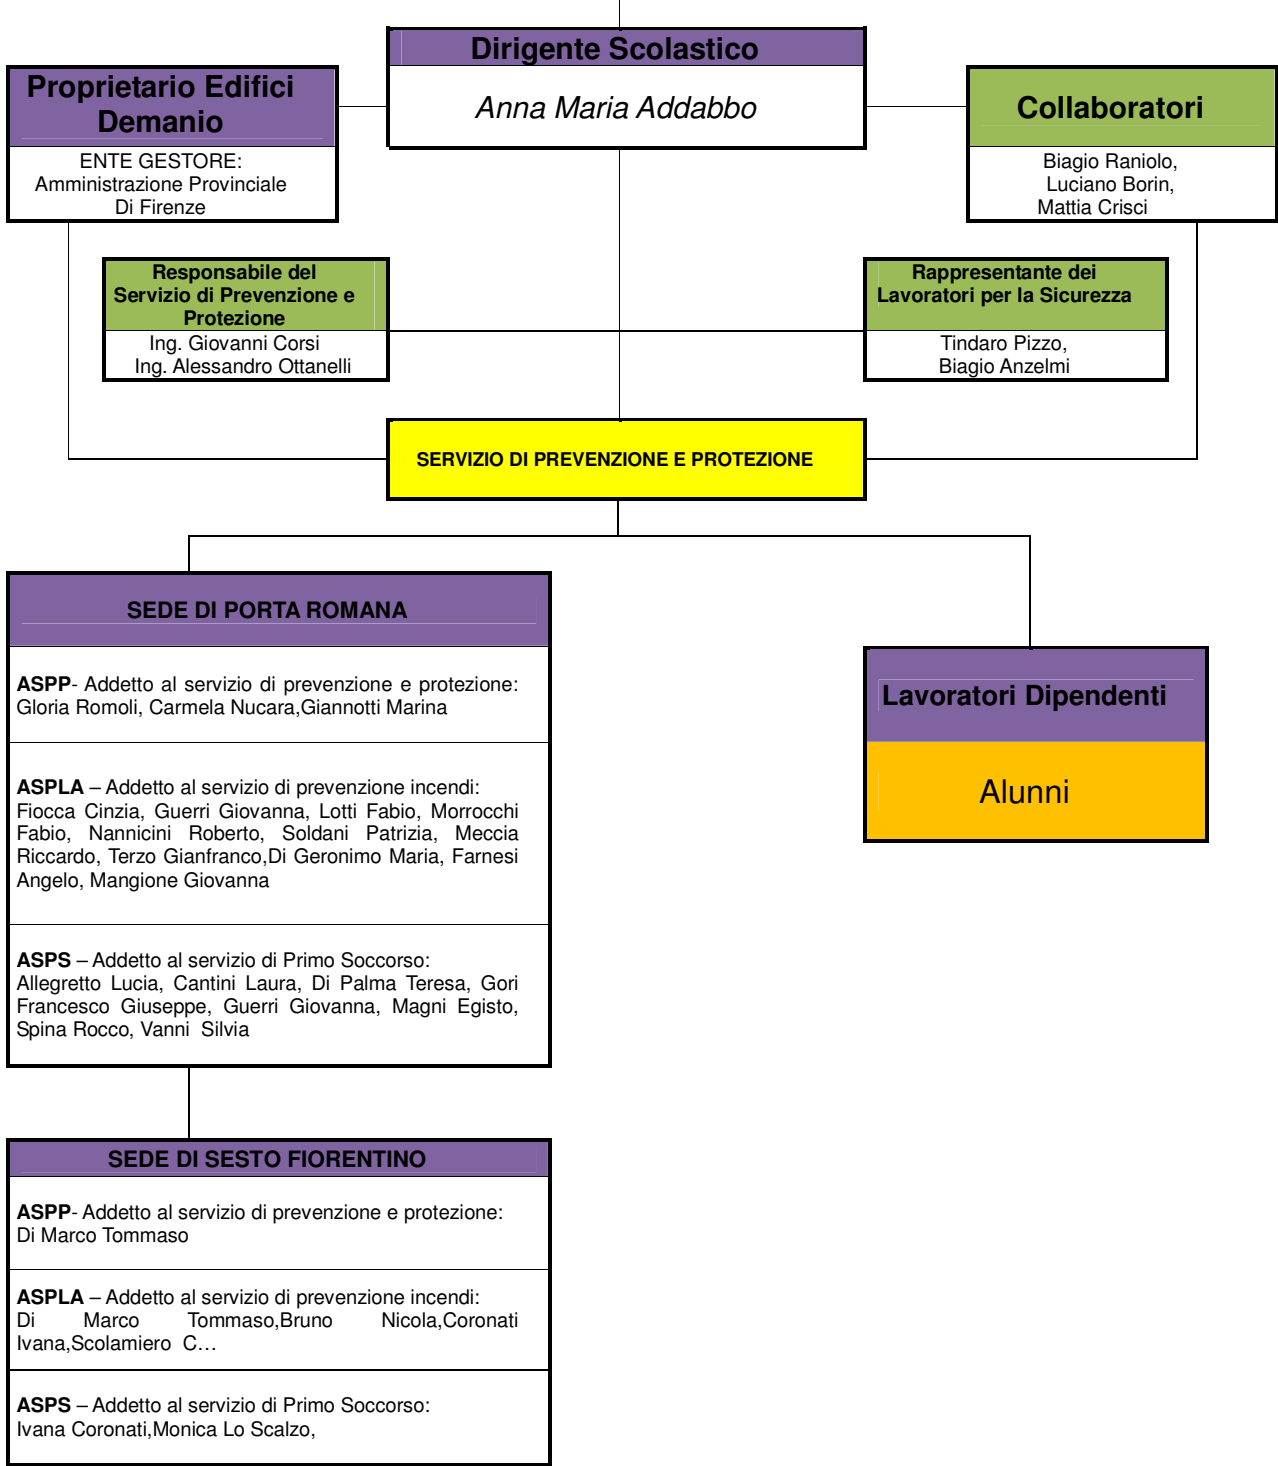 Dirigente Scolastico
Anna Maria Addabbo
Proprietario Edifici
Demanio
ENTE GESTORE:
Amministrazione Provinciale
Di Firenze
Collaboratori
Biagio Raniolo,
Luciano Borin,
Mattia Crisci
Responsabile del
Servizio di Prevenzione e
Protezione
Ing. Giovanni Corsi
Ing. Alessandro Ottanelli
Rappresentante dei
Lavoratori per la Sicurezza
Tindaro Pizzo,
Biagio Anzelmi
SERVIZIO DI PREVENZIONE E PROTEZIONE
SEDE DI PORTA ROMANA
ASPP- Addetto al servizio di prevenzione e protezione:
Gloria Romoli, Carmela Nucara,Giannotti Marina
ASPLA – Addetto al servizio di prevenzione incendi:
Fiocca Cinzia, Guerri Giovanna, Lotti Fabio, Morrocchi
Fabio, Nannicini Roberto, Soldani Patrizia, Meccia
Riccardo, Terzo Gianfranco,Di Geronimo Maria, Farnesi
Angelo, Mangione Giovanna
ASPS – Addetto al servizio di Primo Soccorso:
Allegretto Lucia, Cantini Laura, Di Palma Teresa, Gori
Francesco Giuseppe, Guerri Giovanna, Magni Egisto,
Spina Rocco, Vanni Silvia
Lavoratori Dipendenti
Alunni
SEDE DI SESTO FIORENTINO
ASPP- Addetto al servizio di prevenzione e protezione:
Di Marco Tommaso
ASPLA – Addetto al servizio di prevenzione incendi:
Di Marco Tommaso,Bruno Nicola,Coronati
Ivana,Scolamiero C…
ASPS – Addetto al servizio di Primo Soccorso:
Ivana Coronati,Monica Lo Scalzo,